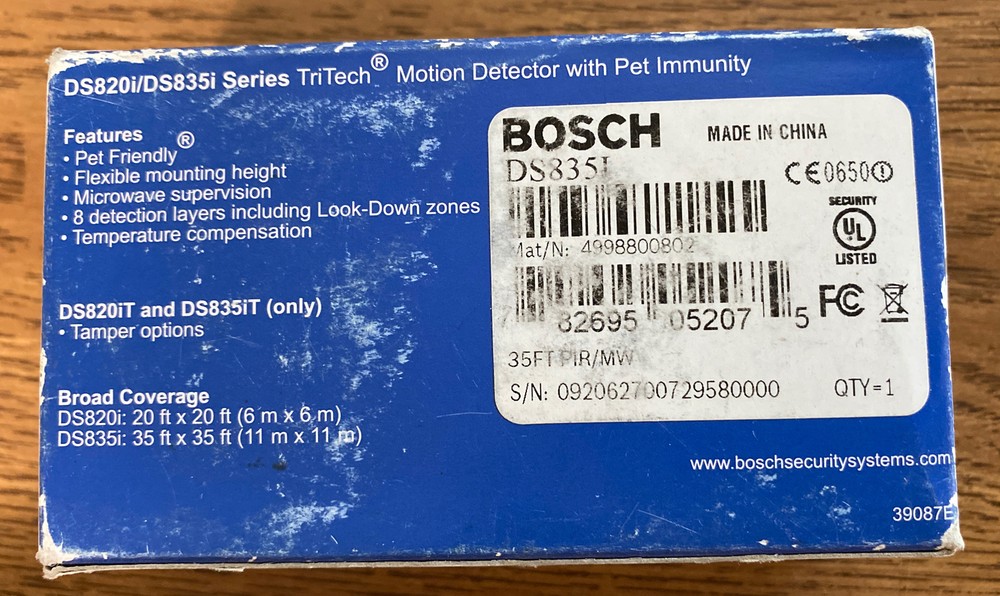 DS820i/DS835i Series TriTech® Motion Detector with Pet Immunity
Features
• Pet Friendly®
• Flexible mounting height
• Microwave supervision
• 8 detection layers including Look-Down zones
• Temperature compensation
DS820iT and DS835iT (only)
• Tamper options
Broad Coverage
DS820i: 20 ft x 20 ft (6 m x 6 m)
DS835i: 35 ft x 35 ft (11 m x 11 m)
BOSCH MADE IN CHINA
DS835I
CE0650
Mat/N: 4998800802
SECURITY
UL
LISTED
82695 05207 5
FC
35FT PIR/MW
S/N: 092062700729580000 QTY=1
www.boschsecuritysystems.com
39087E